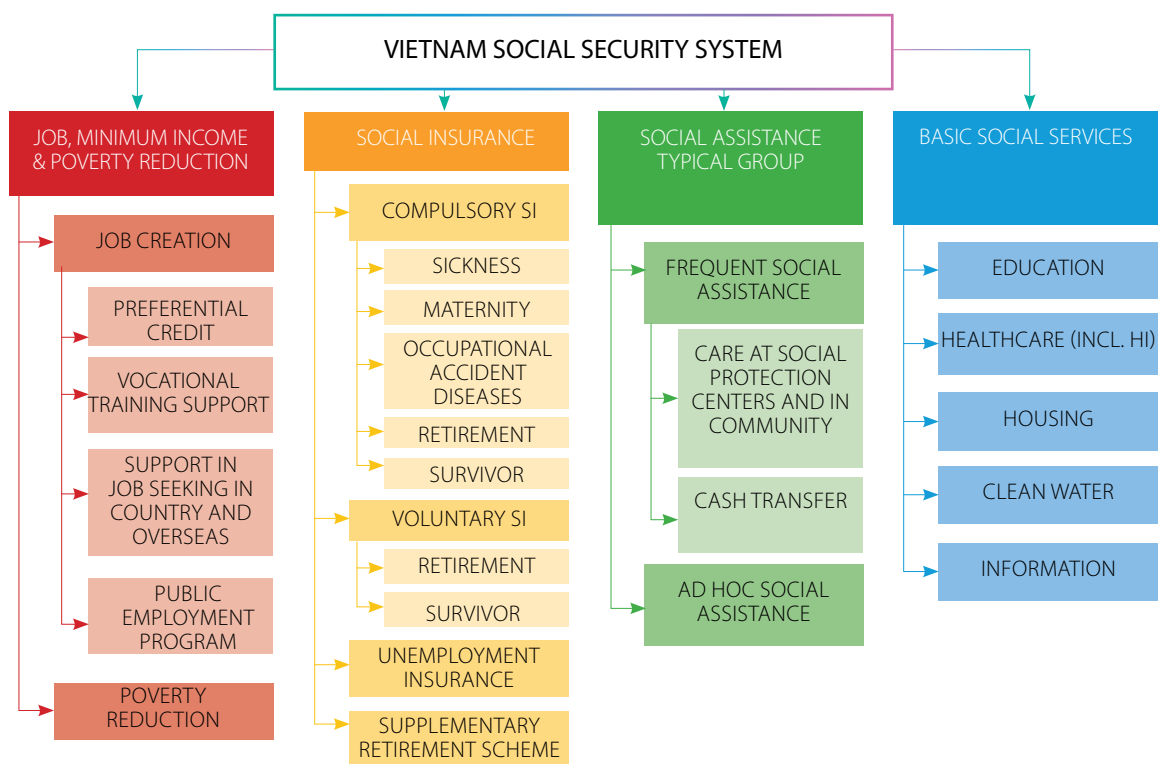 VIETNAM SOCIAL SECURITY SYSTEM
JOB, MINIMUM INCOME
& POVERTY REDUCTION
JOB CREATION
PREFERENTIAL
CREDIT
VOCATIONAL
TRAINING SUPPORT
SUPPORT IN
JOB SEEKING IN
COUNTRY AND
OVERSEAS
PUBLIC
EMPLOYMENT
PROGRAM
POVERTY
REDUCTION
SOCIAL INSURANCE
COMPULSORY SI
SICKNESS
MATERNITY
OCCUPATIONAL
ACCIDENT
DISEASES
RETIREMENT
SURVIVOR
VOLUNTARY SI
RETIREMENT
SURVIVOR
UNEMPLOYMENT
INSURANCE
SUPPLEMENTARY
RETIREMENT SCHEME
SOCIAL ASSISTANCE
TYPICAL GROUP
FREQUENT SOCIAL
ASSISTANCE
CARE AT SOCIAL
PROTECTION
CENTERS AND IN
COMMUNITY
CASH TRANSFER
AD HOC SOCIAL
ASSISTANCE
BASIC SOCIAL SERVICES
EDUCATION
HEALTHCARE (INCL. HI)
HOUSING
CLEAN WATER
INFORMATION